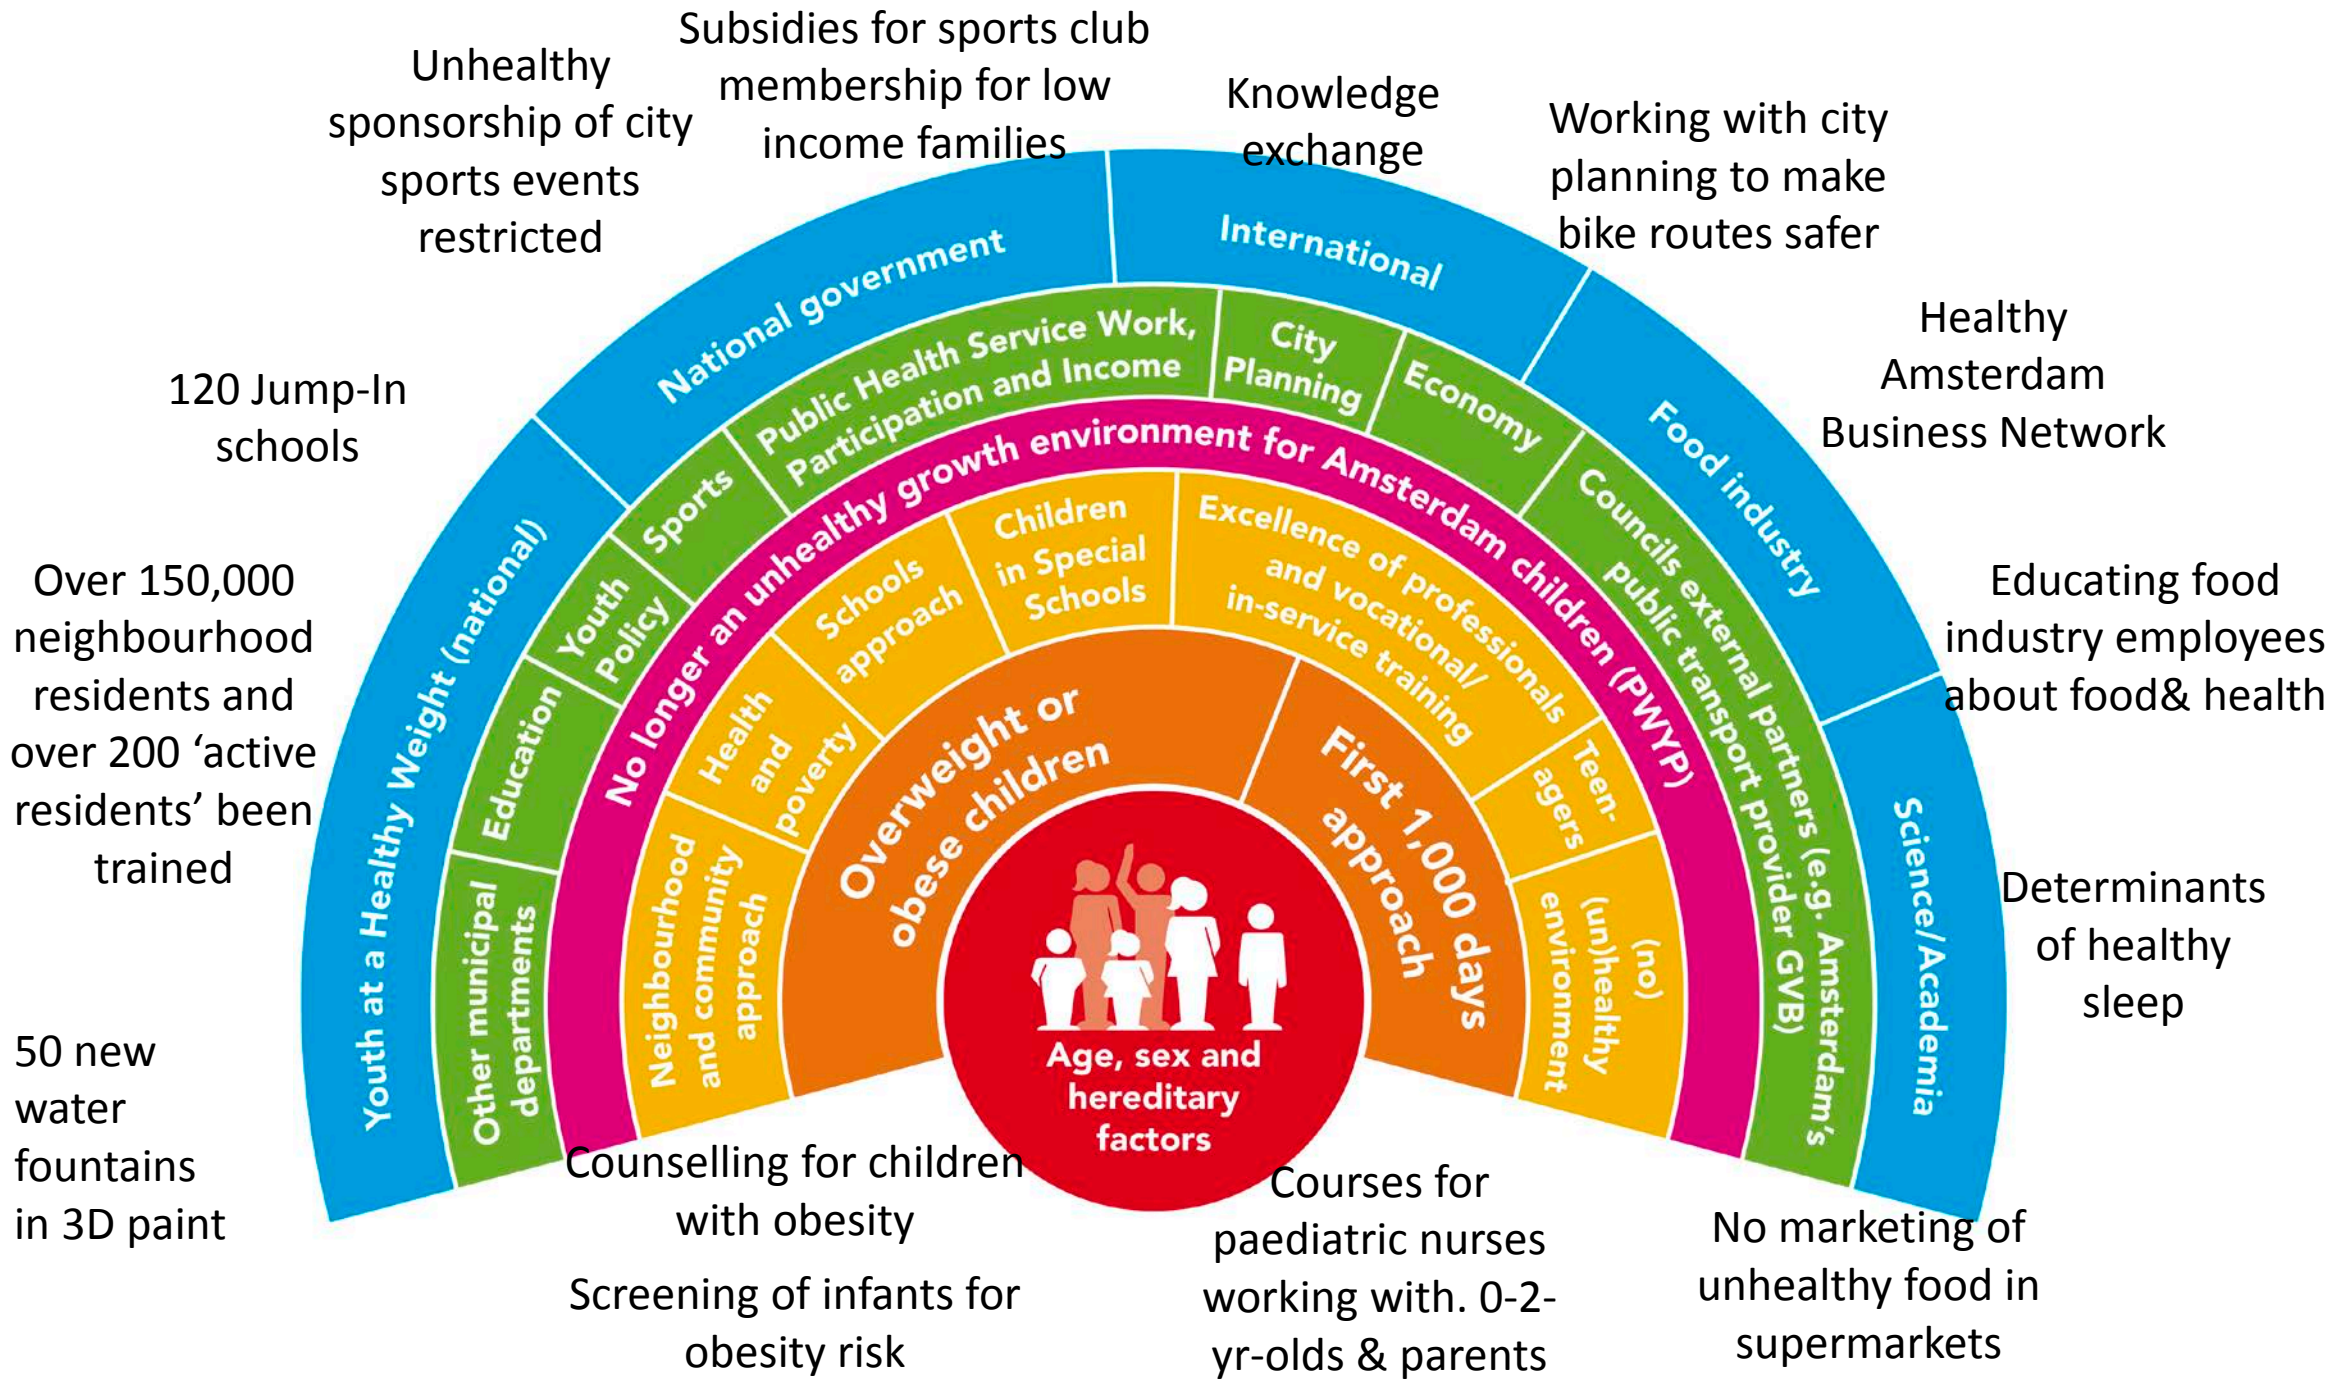 Unhealthy
sponsorship of city
sports events
restricted
Subsidies for sports club
membership for low
income families
Knowledge
exchange
Working with city
planning to make
bike routes safer
Healthy
Amsterdam
Business Network
Educating food
industry employees
about food& health
Determinants
of healthy
sleep
No marketing of
unhealthy food in
supermarkets
Courses for
paediatric nurses
working with. 0-2-
yr-olds & parents
Counselling for children
with obesity
Screening of infants for
obesity risk
50 new
water
fountains
in 3D paint
Over 150,000
neighbourhood
residents and
over 200 ‘active
residents’ been
trained
120 Jump-In
schools
Youth at a Healthy Weight (national)
National government
International
Food industry
Science/Academia
Other municipal
departments
Education
Youth
Policy
Sports
Public Health Service Work,
Participation and Income
City
Planning
Economy
Councils external partners (e.g. Amsterdam's
public transport provider GVB)
No longer an unhealthy growth environment for Amsterdam children (PWYP)
Neighbourhood
and community
approach
Health
and
poverty
Schools
approach
Children
in Special
Schools
Excellence of professionals
and vocational/
in-service training
Teen-
agers
(no)
(un)healthy
environment
Overweight or
obese children
First 1,000 days
approach
Age, sex and
hereditary
factors